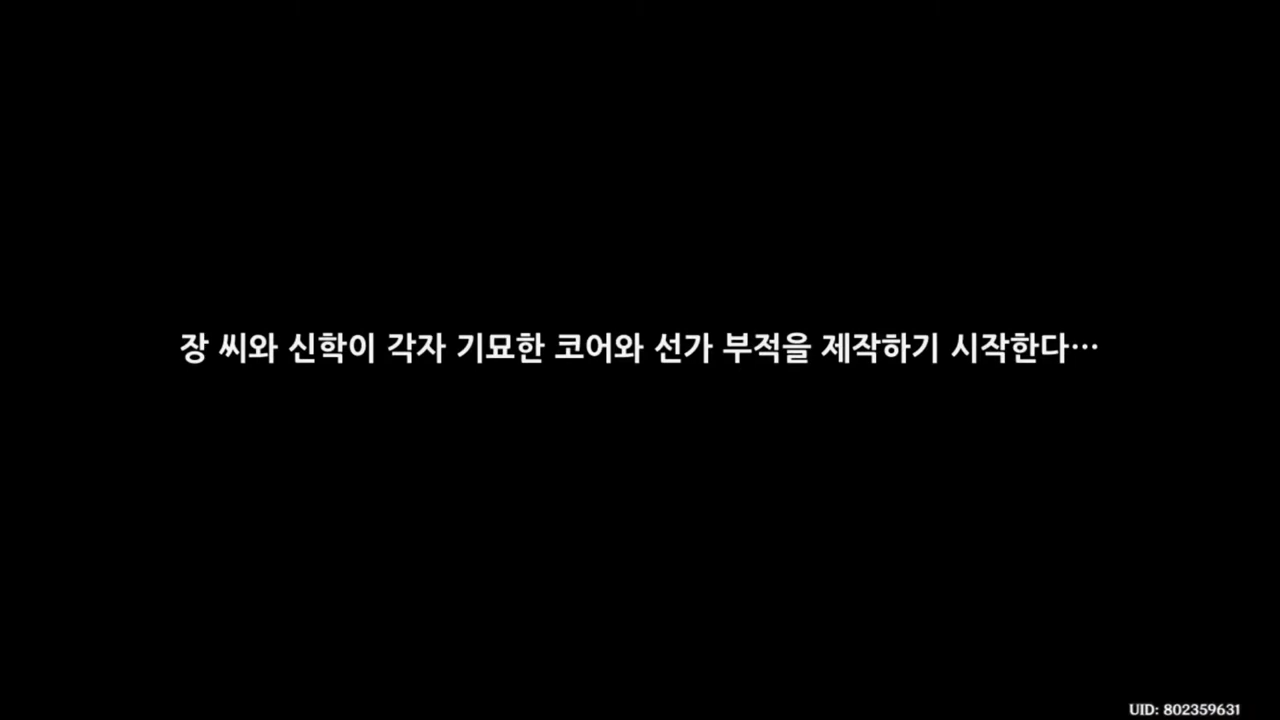 장 씨와 신학이 각자 기묘한 코어와 선가 부적을 제작하기 시작한다…
UID: 802359631